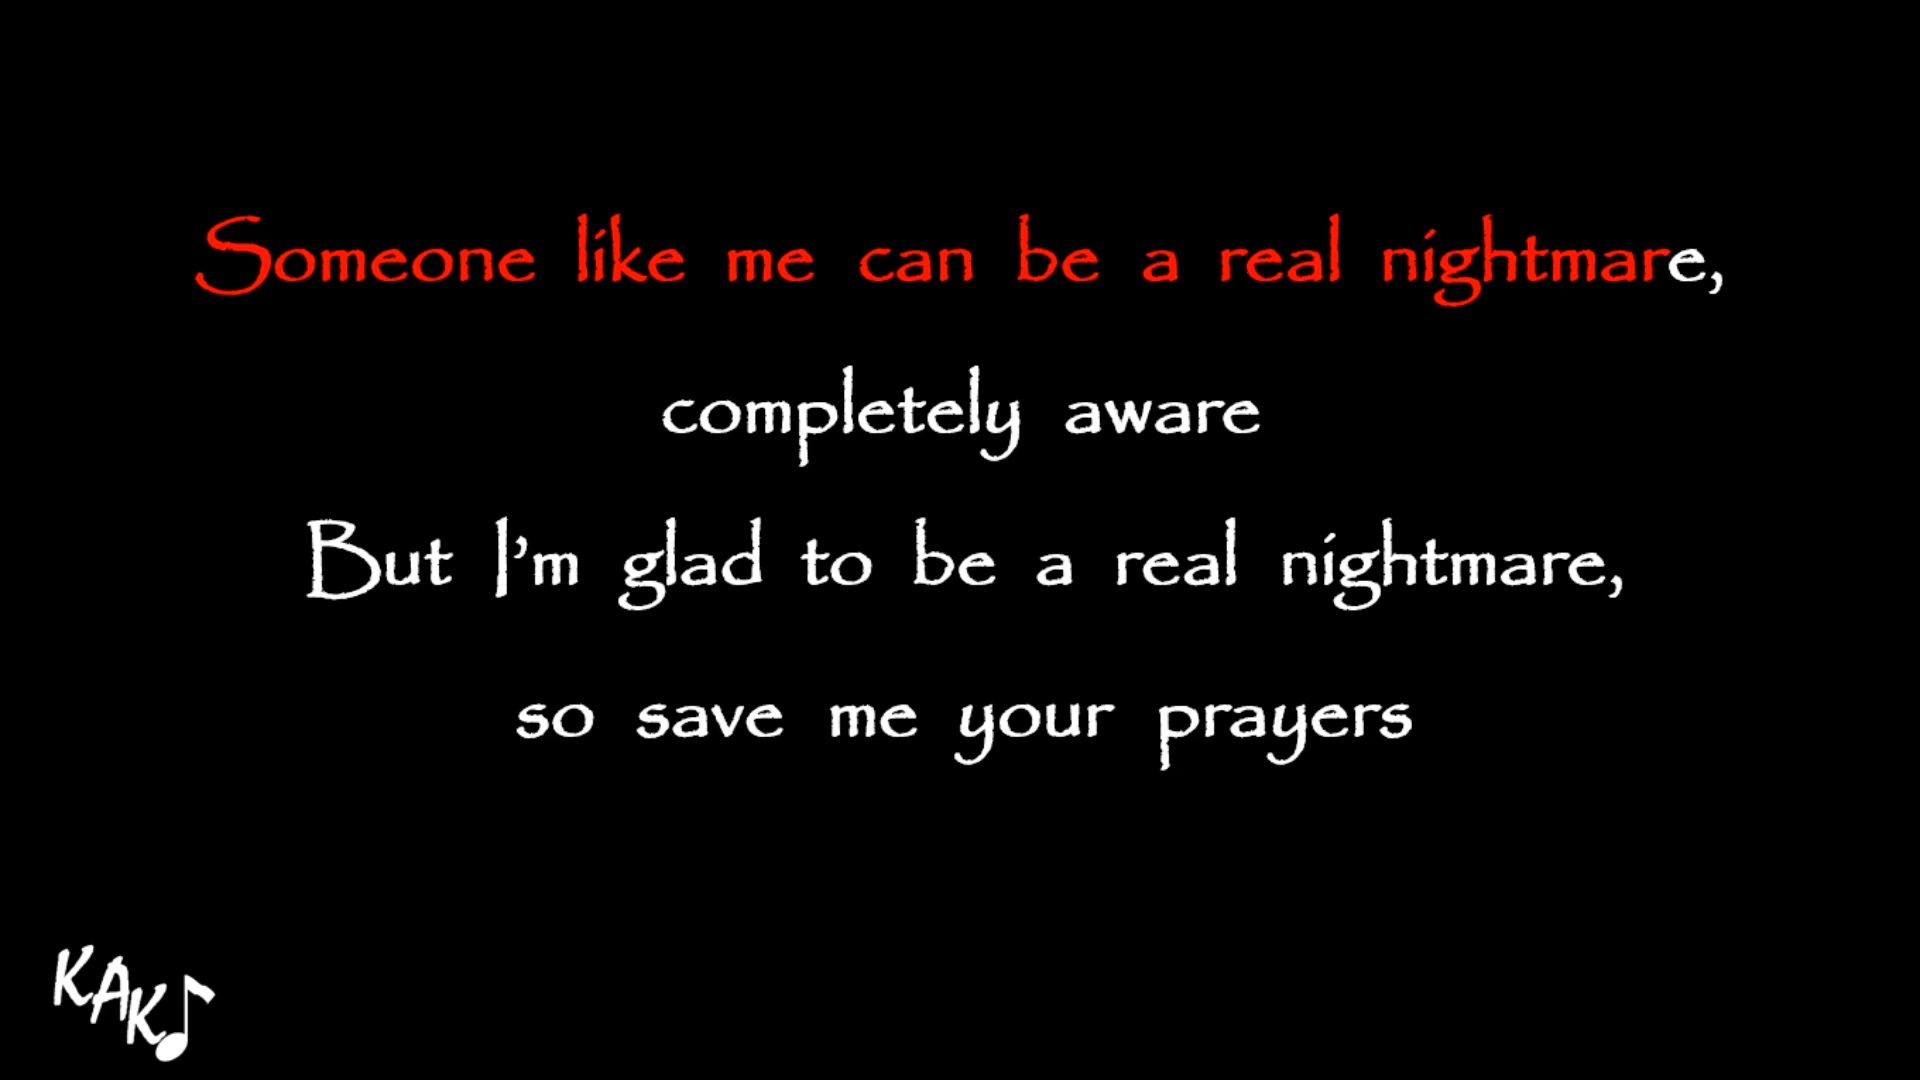 Someone like me can be a real nightmare,
completely aware
But I'm glad to be a real nightmare,
so save me your prayers
KAK